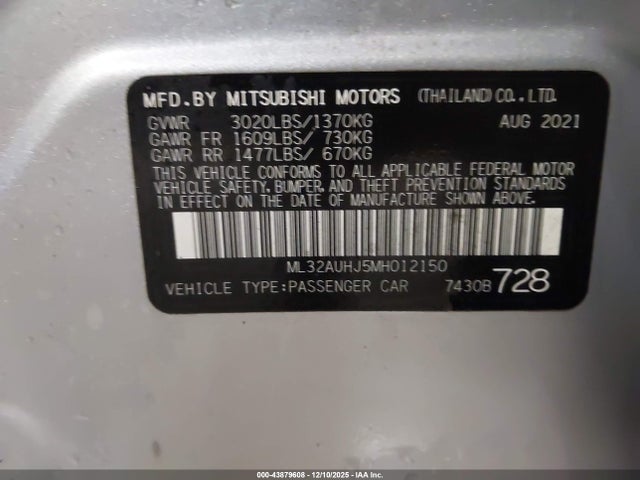 MFD.BY MITSUBISHI MOTORS (THAILAND) CO., LTD.
GVWR 3020LBS/1370KG AUG 2021
GAWR FR 1609LBS/ 730KG
GAWR RR 1477LBS/ 670KG
THIS VEHICLE CONFORMS TO ALL APPLICABLE FEDERAL MOTOR
VEHICLE SAFETY, BUMPER, AND THEFT PREVENTION STANDARDS
IN EFFECT ON THE DATE OF MANUFACTURE SHOWN ABOVE.
ML32AUHJ5MH012150
VEHICLE TYPE:PASSENGER CAR 7430B 728
000-43879608 - 12/10/2025 - IAA Inc.